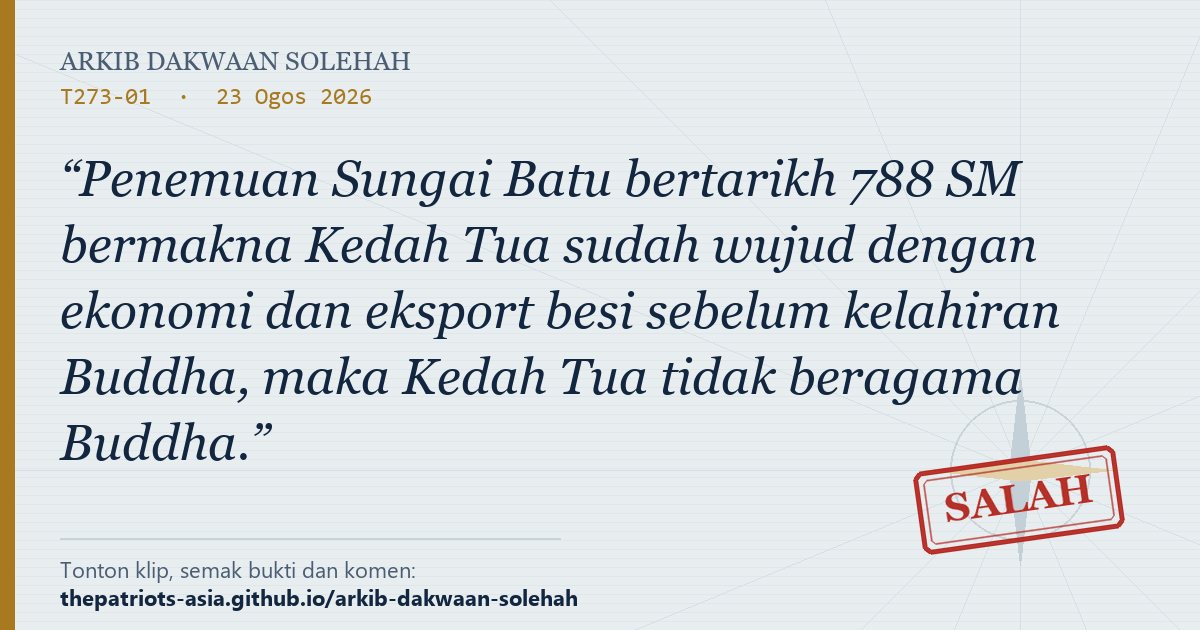 ARKIB DAKWAAN SOLEHAH
T273-01 · 23 Ogos 2026
“Penemuan Sungai Batu bertarikh 788 SM
bermakna Kedah Tua sudah wujud dengan
ekonomi dan eksport besi sebelum kelahiran
Buddha, maka Kedah Tua tidak beragama
Buddha.”
SALAH
Tonton klip, semak bukti dan komen:
thepatriots-asia.github.io/arkib-dakwaan-solehah